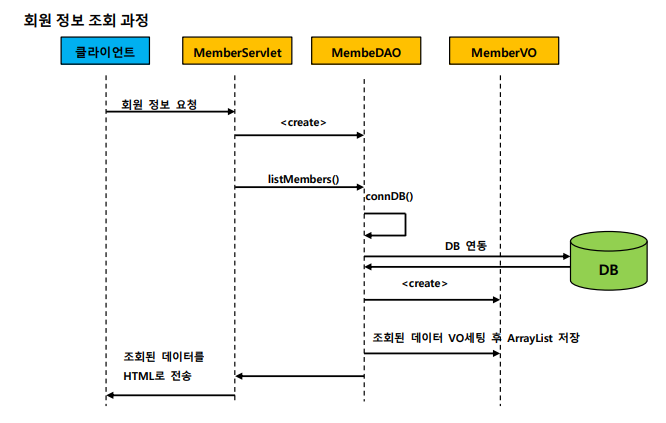 회원 정보 조회 과정
클라이언트
MemberServlet
MembeDAO
MemberVO
회원 정보 요청
<create>
listMembers()
connDB()
DB 연동
DB
<create>
조회된 데이터 VO세팅 후 ArrayList 저장
조회된 데이터를
HTML로 전송